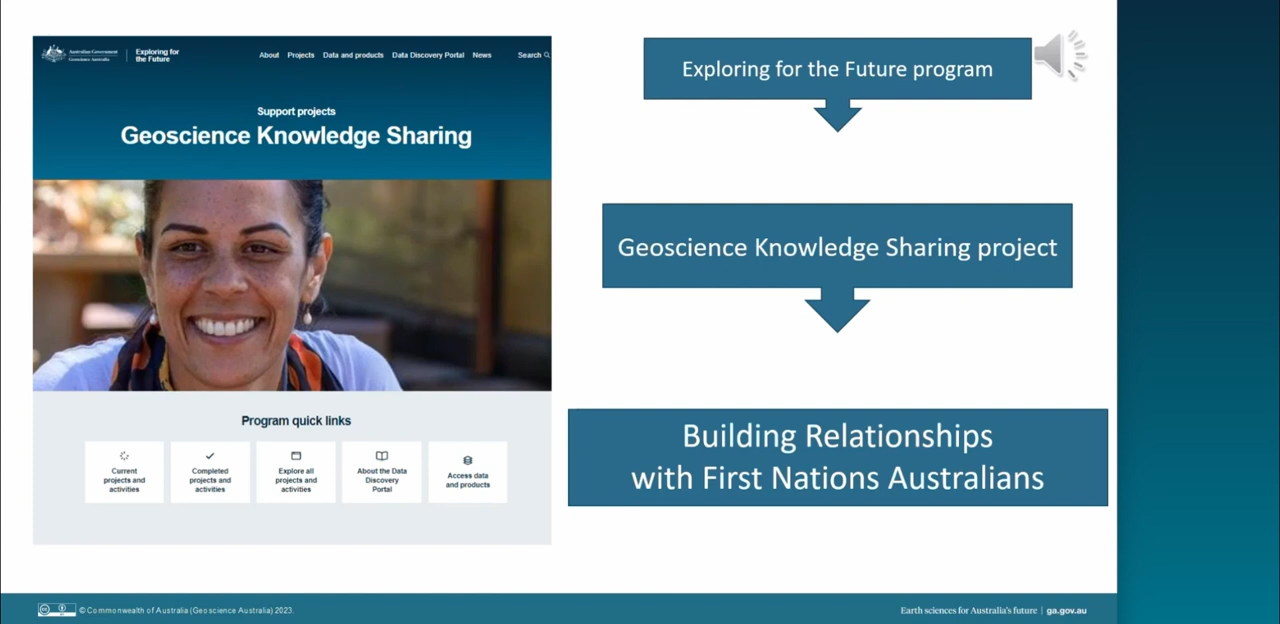 Australian Government
Geoscience Australia
Exploring for
the Future
About Projects Data and products Data Discovery Portal News Search
Support projects
Geoscience Knowledge Sharing
Program quick links
Current
projects and
activities
Completed
projects and
activities
Explore all
projects and
activities
About the Data
Discovery
Portal
Access data
and products
Exploring for the Future program
Geoscience Knowledge Sharing project
Building Relationships
with First Nations Australians
© Commonwealth of Australia (Geoscience Australia) 2023.
Earth sciences for Australia's future | ga.gov.au